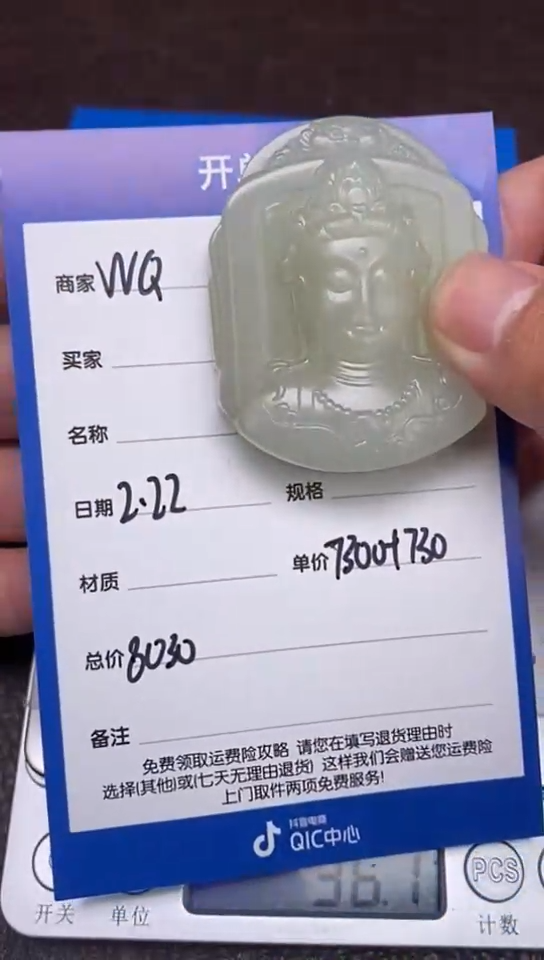 开
商家 WQ
买家
名称
日期 2.22
规格
材质
单价 7300+730
总价 8030
备注
免费领取运费险攻略 请您在填写退货理由时
选择(其他)或(七天无理由退货) 这样我们会赠送您运费险
上门取件两项免费服务!
抖音电商
QIC中心
36.1
PCS
开关
单位
计数